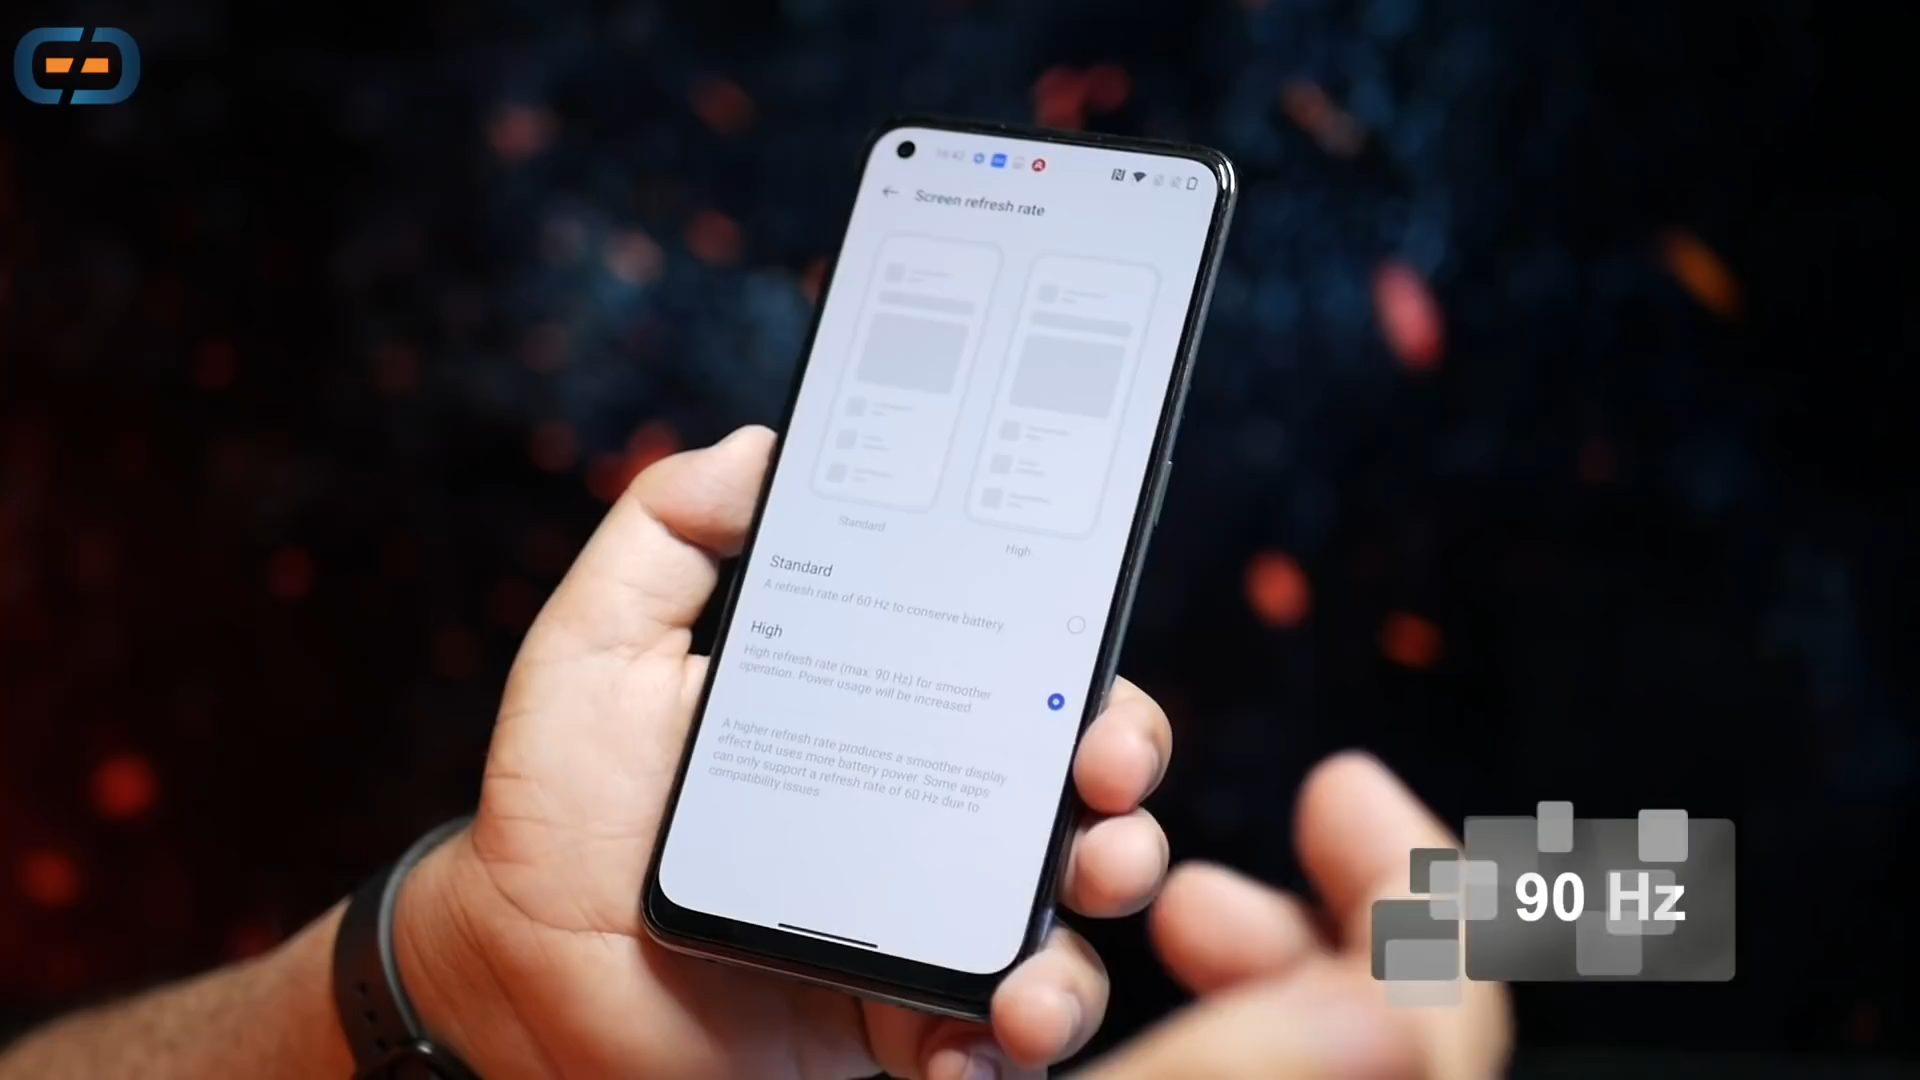 16:42
Screen refresh rate
Standard
High
Standard
A refresh rate of 60 Hz to conserve battery
High
High refresh rate (max. 90 Hz) for smoother
operation. Power usage will be increased
A higher refresh rate produces a smoother display
effect but uses more battery power. Some apps
can only support a refresh rate of 60 Hz due to
compatibility issues
90 Hz